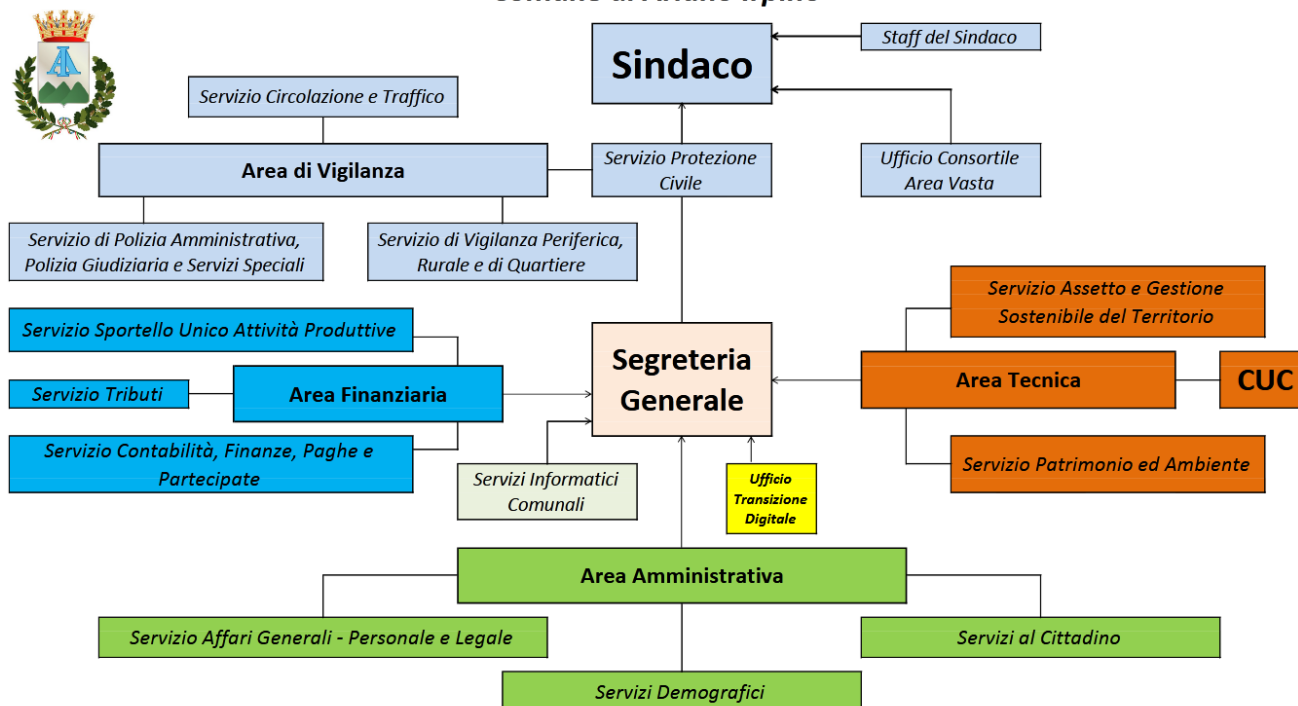 Comune di Ariano Irpino
Sindaco
Staff del Sindaco
Servizio Circolazione e Traffico
Area di Vigilanza
Servizio Protezione
Civile
Ufficio Consortile
Area Vasta
Servizio di Polizia Amministrativa,
Polizia Giudiziaria e Servizi Speciali
Servizio di Vigilanza Periferica,
Rurale e di Quartiere
Servizio Assetto e Gestione
Sostenibile del Territorio
Servizio Sportello Unico Attività Produttive
Segreteria
Generale
Servizio Tributi
Area Finanziaria
Area Tecnica
CUC
Servizio Contabilità, Finanze, Paghe e
Partecipate
Servizi Informatici
Comunali
Ufficio
Transizione
Digitale
Servizio Patrimonio ed Ambiente
Area Amministrativa
Servizio Affari Generali - Personale e Legale
Servizi al Cittadino
Servizi Demografici